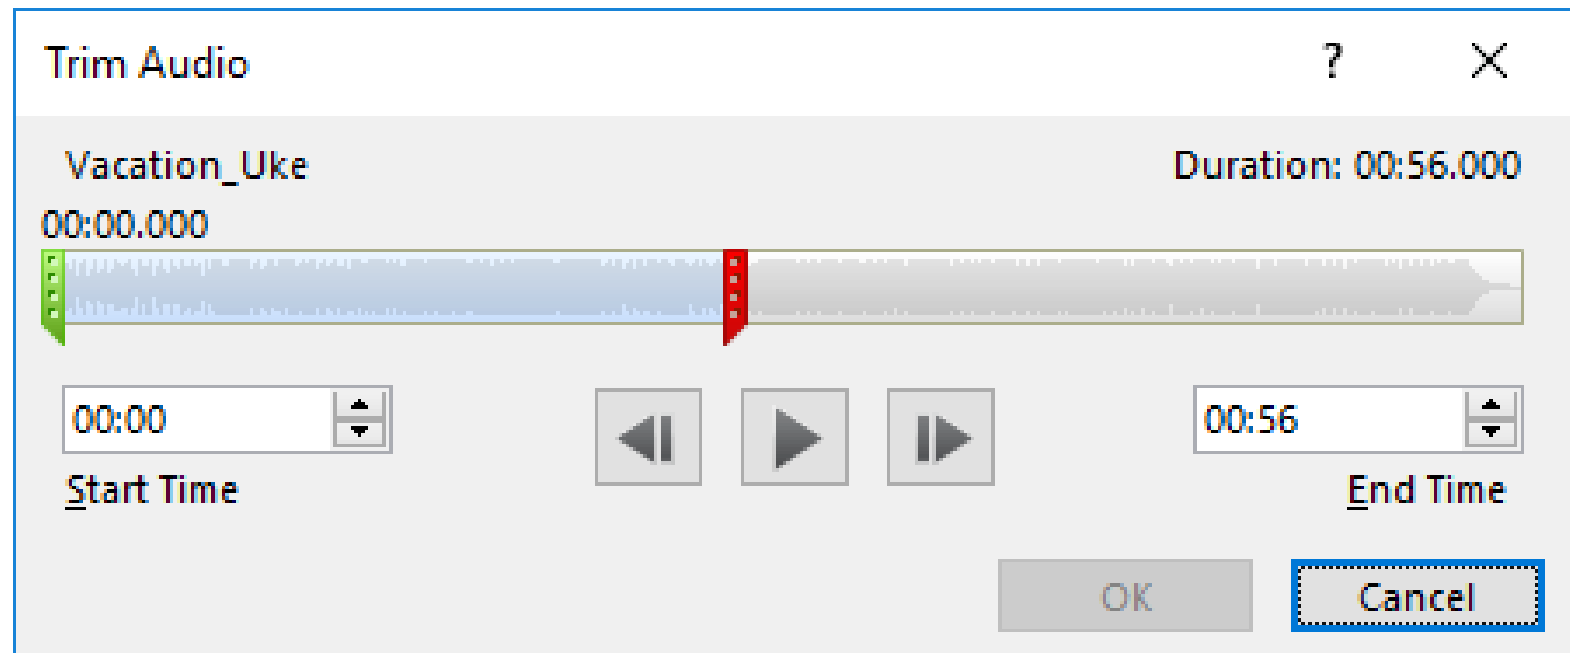 Trim Audio ?
Vacation_Uke Duration: 00:56.000
00:00.000
00:00 00:56
Start Time End Time
OK Cancel